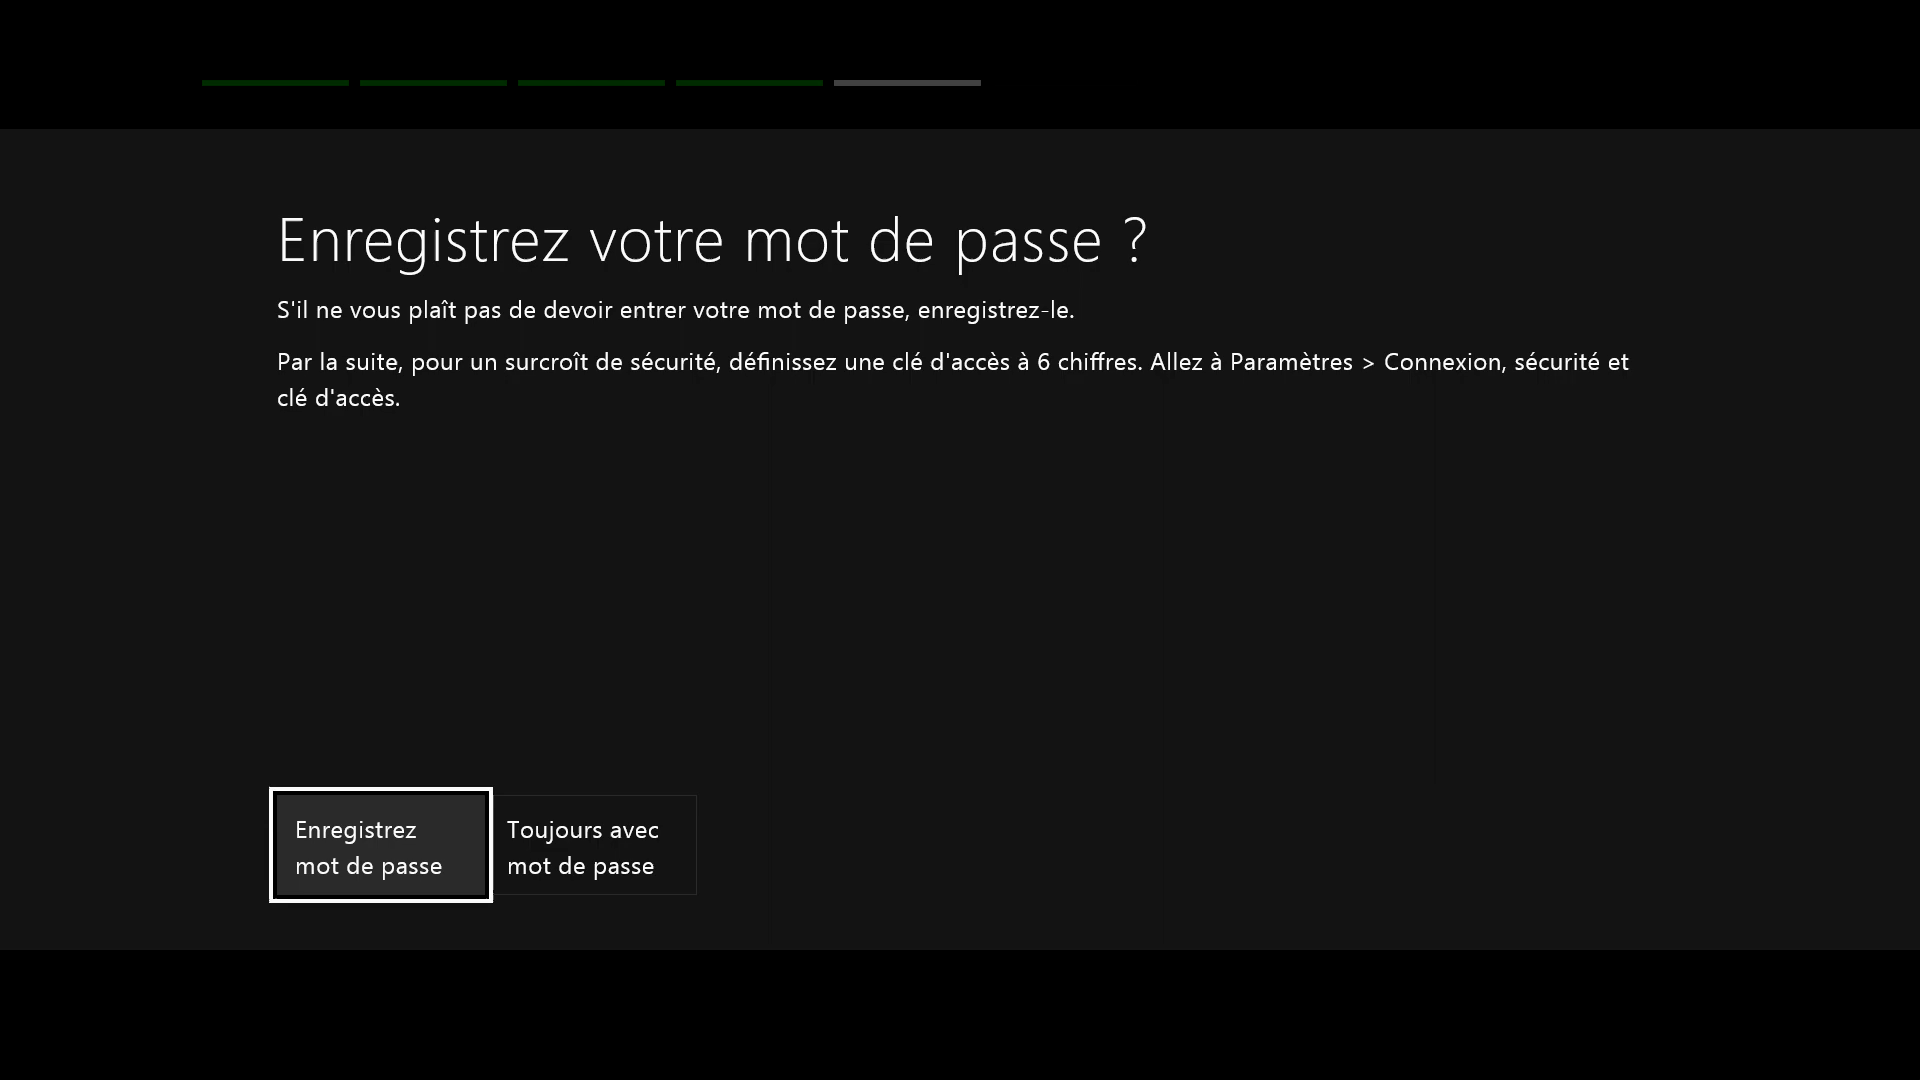 Enregistrez votre mot de passe ?
S'il ne vous plaît pas de devoir entrer votre mot de passe, enregistrez-le.
Par la suite, pour un surcroît de sécurité, définissez une clé d'accès à 6 chiffres. Allez à Paramètres > Connexion, sécurité et
clé d'accès.
Enregistrez
mot de passe
Toujours avec
mot de passe